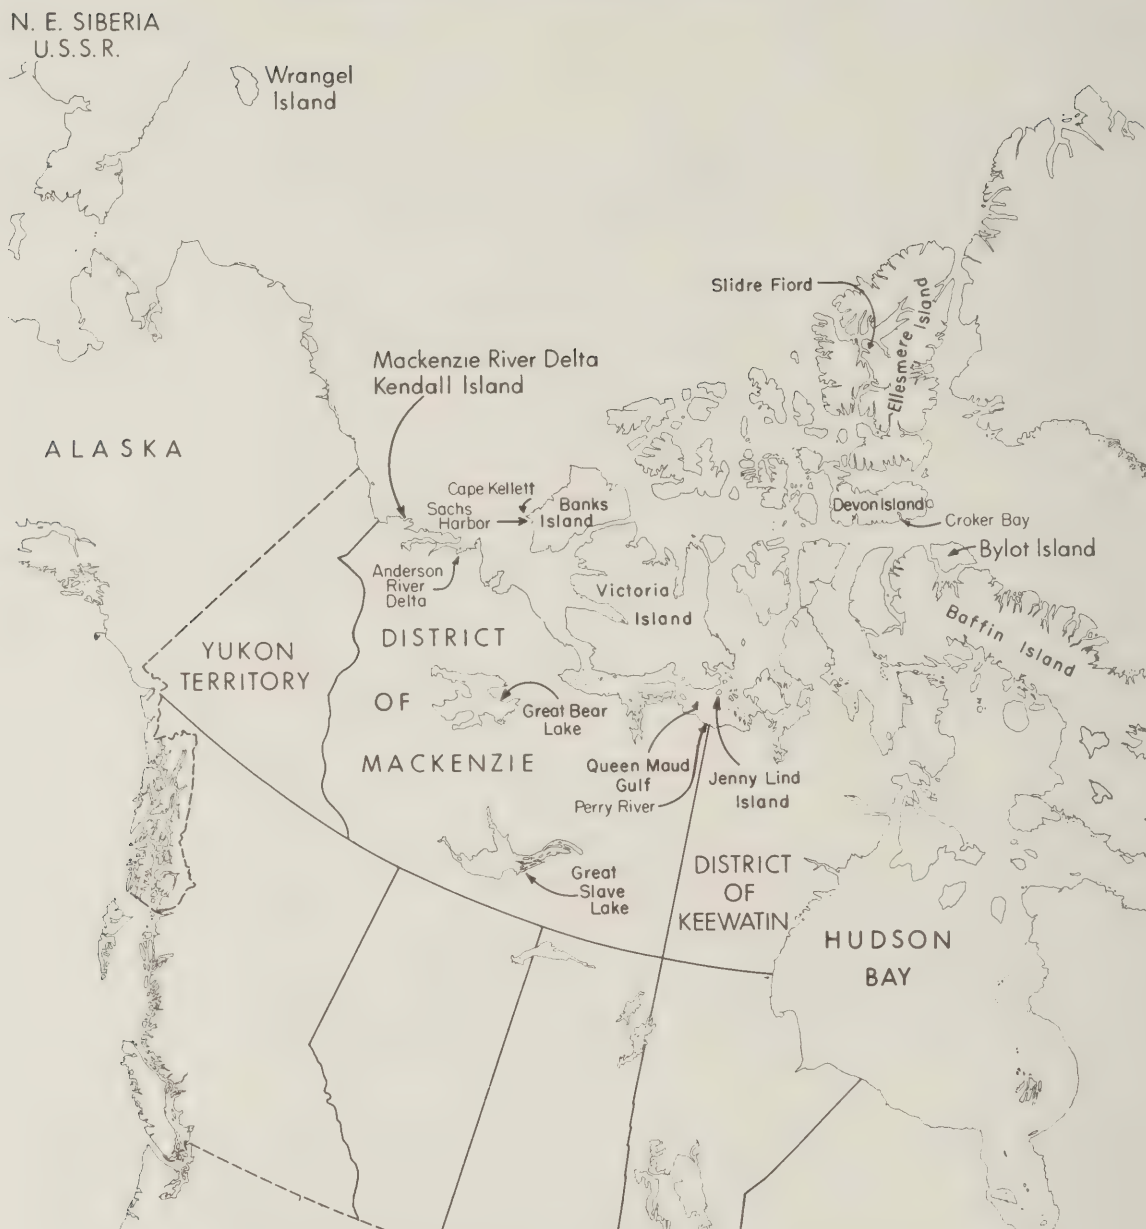 N. E. SIBERIA
U.S.S.R.
Wrangel
Island
Slidre Fiord
Ellesmere Island
Mackenzie River Delta
Kendall Island
ALASKA
Cape Kellett
Sachs
Harbor
Banks
Island
Devon Island
Croker Bay
Bylot Island
Anderson
River
Delta
Victoria
Island
Baffin Island
DISTRICT
OF
MACKENZIE
YUKON
TERRITORY
Great Bear
Lake
Queen Maud
Gulf
Perry River
Jenny Lind
Island
Great
Slave
Lake
DISTRICT
OF
KEEWATIN
HUDSON
BAY